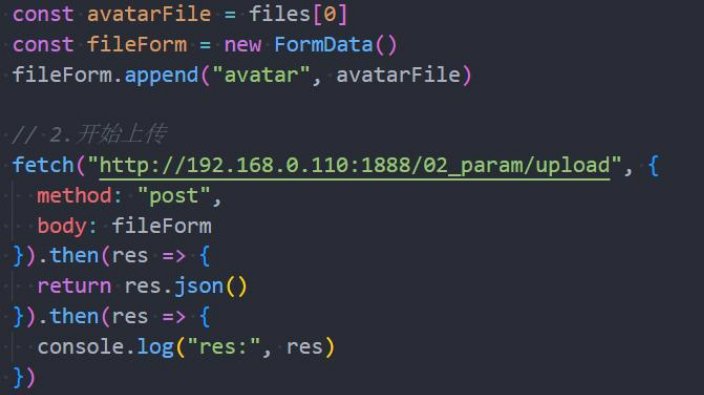 const avatarFile = files[0]
const fileForm = new FormData()
fileForm.append("avatar", avatarFile)
// 2.开始上传
fetch("http://192.168.0.110:1888/02_param/upload", {
  method: "post",
  body: fileForm
}).then(res => {
  return res.json()
}).then(res => {
  console.log("res:", res)
})